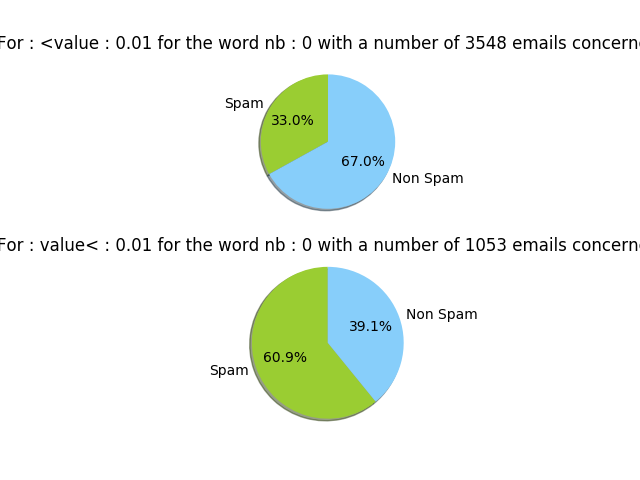 For : <value : 0.01 for the word nb : 0 with a number of 3548 emails concern
Spam
33.0%
67.0%
Non Spam
For : value< : 0.01 for the word nb : 0 with a number of 1053 emails concern
Non Spam
39.1%
60.9%
Spam